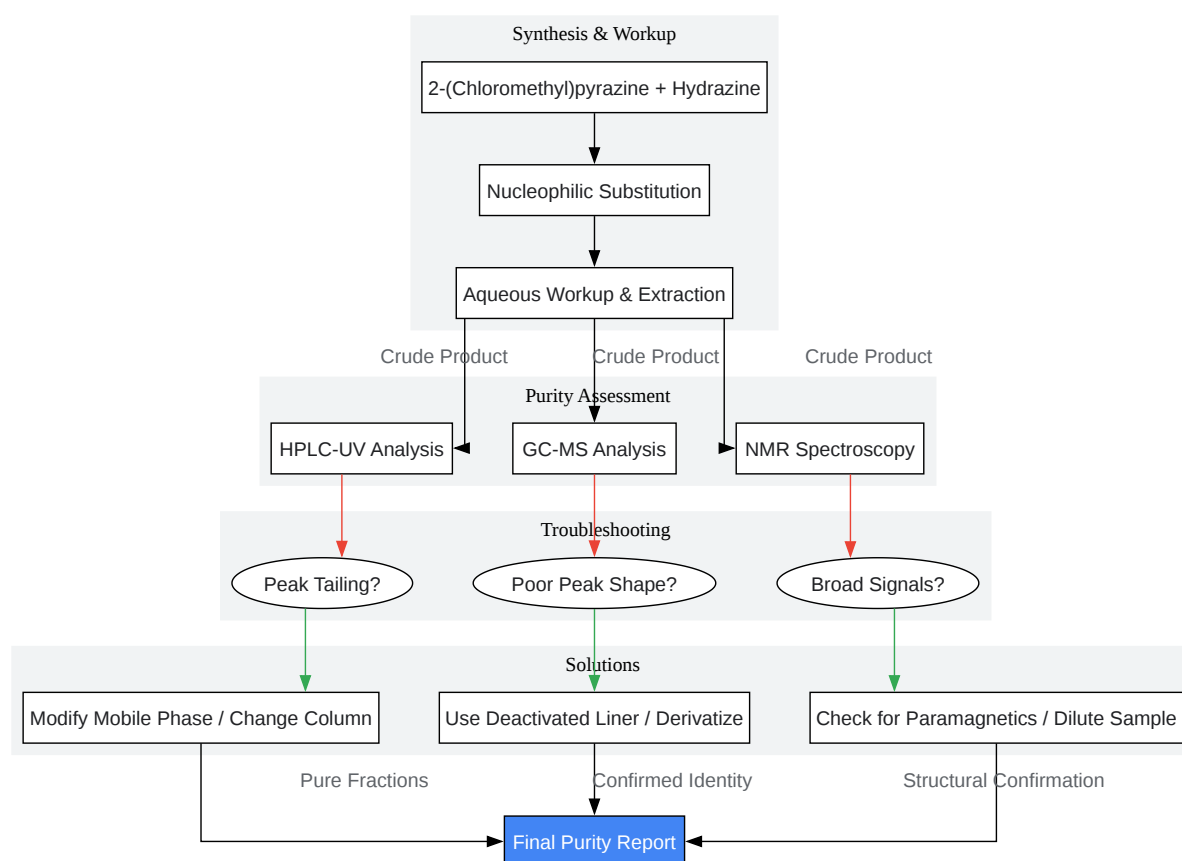 Synthesis & Workup
2-(Chloromethyl)pyrazine + Hydrazine
Nucleophilic Substitution
Aqueous Workup & Extraction
Crude Product
Crude Product
Crude Product
Purity Assessment
HPLC-UV Analysis
GC-MS Analysis
NMR Spectroscopy
Troubleshooting
Peak Tailing?
Poor Peak Shape?
Broad Signals?
Solutions
Modify Mobile Phase / Change Column
Use Deactivated Liner / Derivatize
Check for Paramagnetics / Dilute Sample
Pure Fractions
Confirmed Identity
Structural Confirmation
Final Purity Report